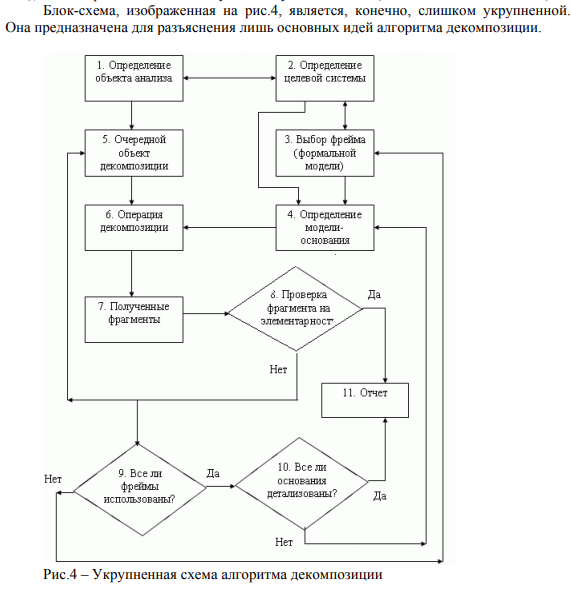 Блок-схема, изображенная на рис.4, является, конечно, слишком укрупненной.
Она предназначена для разъяснения лишь основных идей алгоритма декомпозиции.
1. Определение
объекта анализа
2. Определение
целевой системы
5. Очередной
объект
декомпозиции
3. Выбор фрейма
(формальной
модели)
6. Операция
декомпозиции
4. Определение
модели-
основания
7. Полученные
фрагменты
8. Проверка
фрагмента на
элементарност
Да
Нет
11. Отчет
9. Все ли
фреймы
использованы?
Нет
Да
10. Все ли
основания
детализованы?
Да
Нет
Рис.4 – Укрупненная схема алгоритма декомпозиции